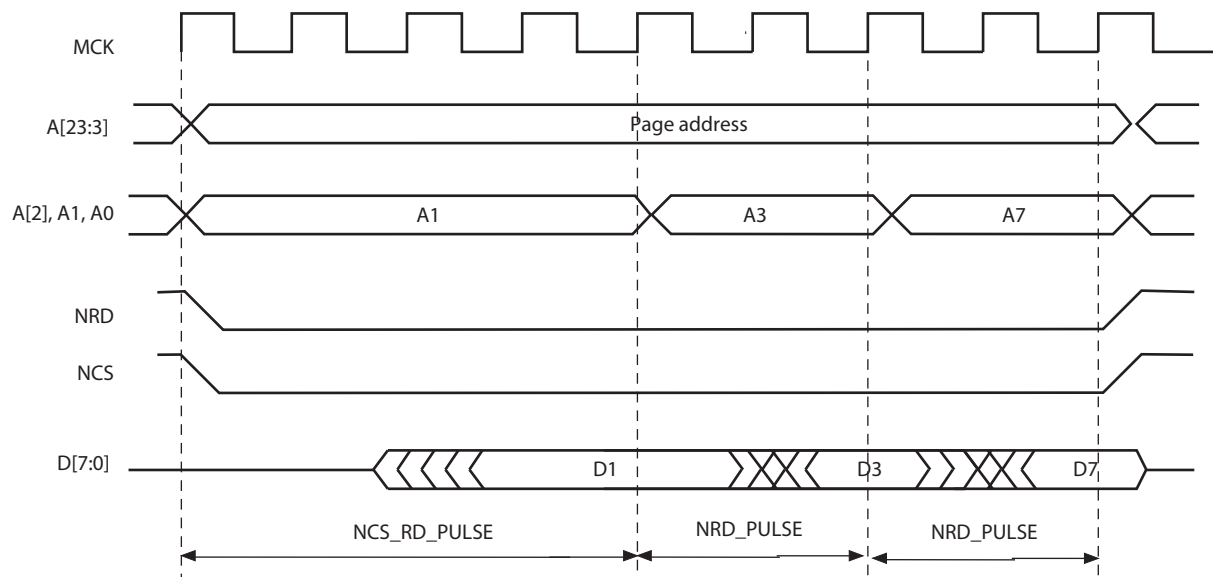 MCK
A[23:3]
Page address
A[2], A1, A0
A1
A3
A7
NRD
NCS
D[7:0]
D1
D3
D7
NCS_RD_PULSE
NRD_PULSE
NRD_PULSE